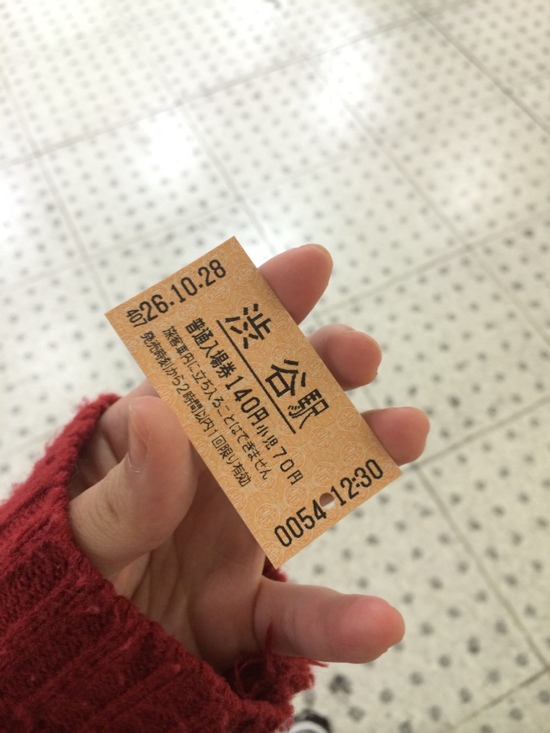 渋谷駅
普通入場券140円小児70円
旅客車内に立ち入ることはできません
発売時刻から2時間以内1回限り有効
407
26.10.28
0054 12:30